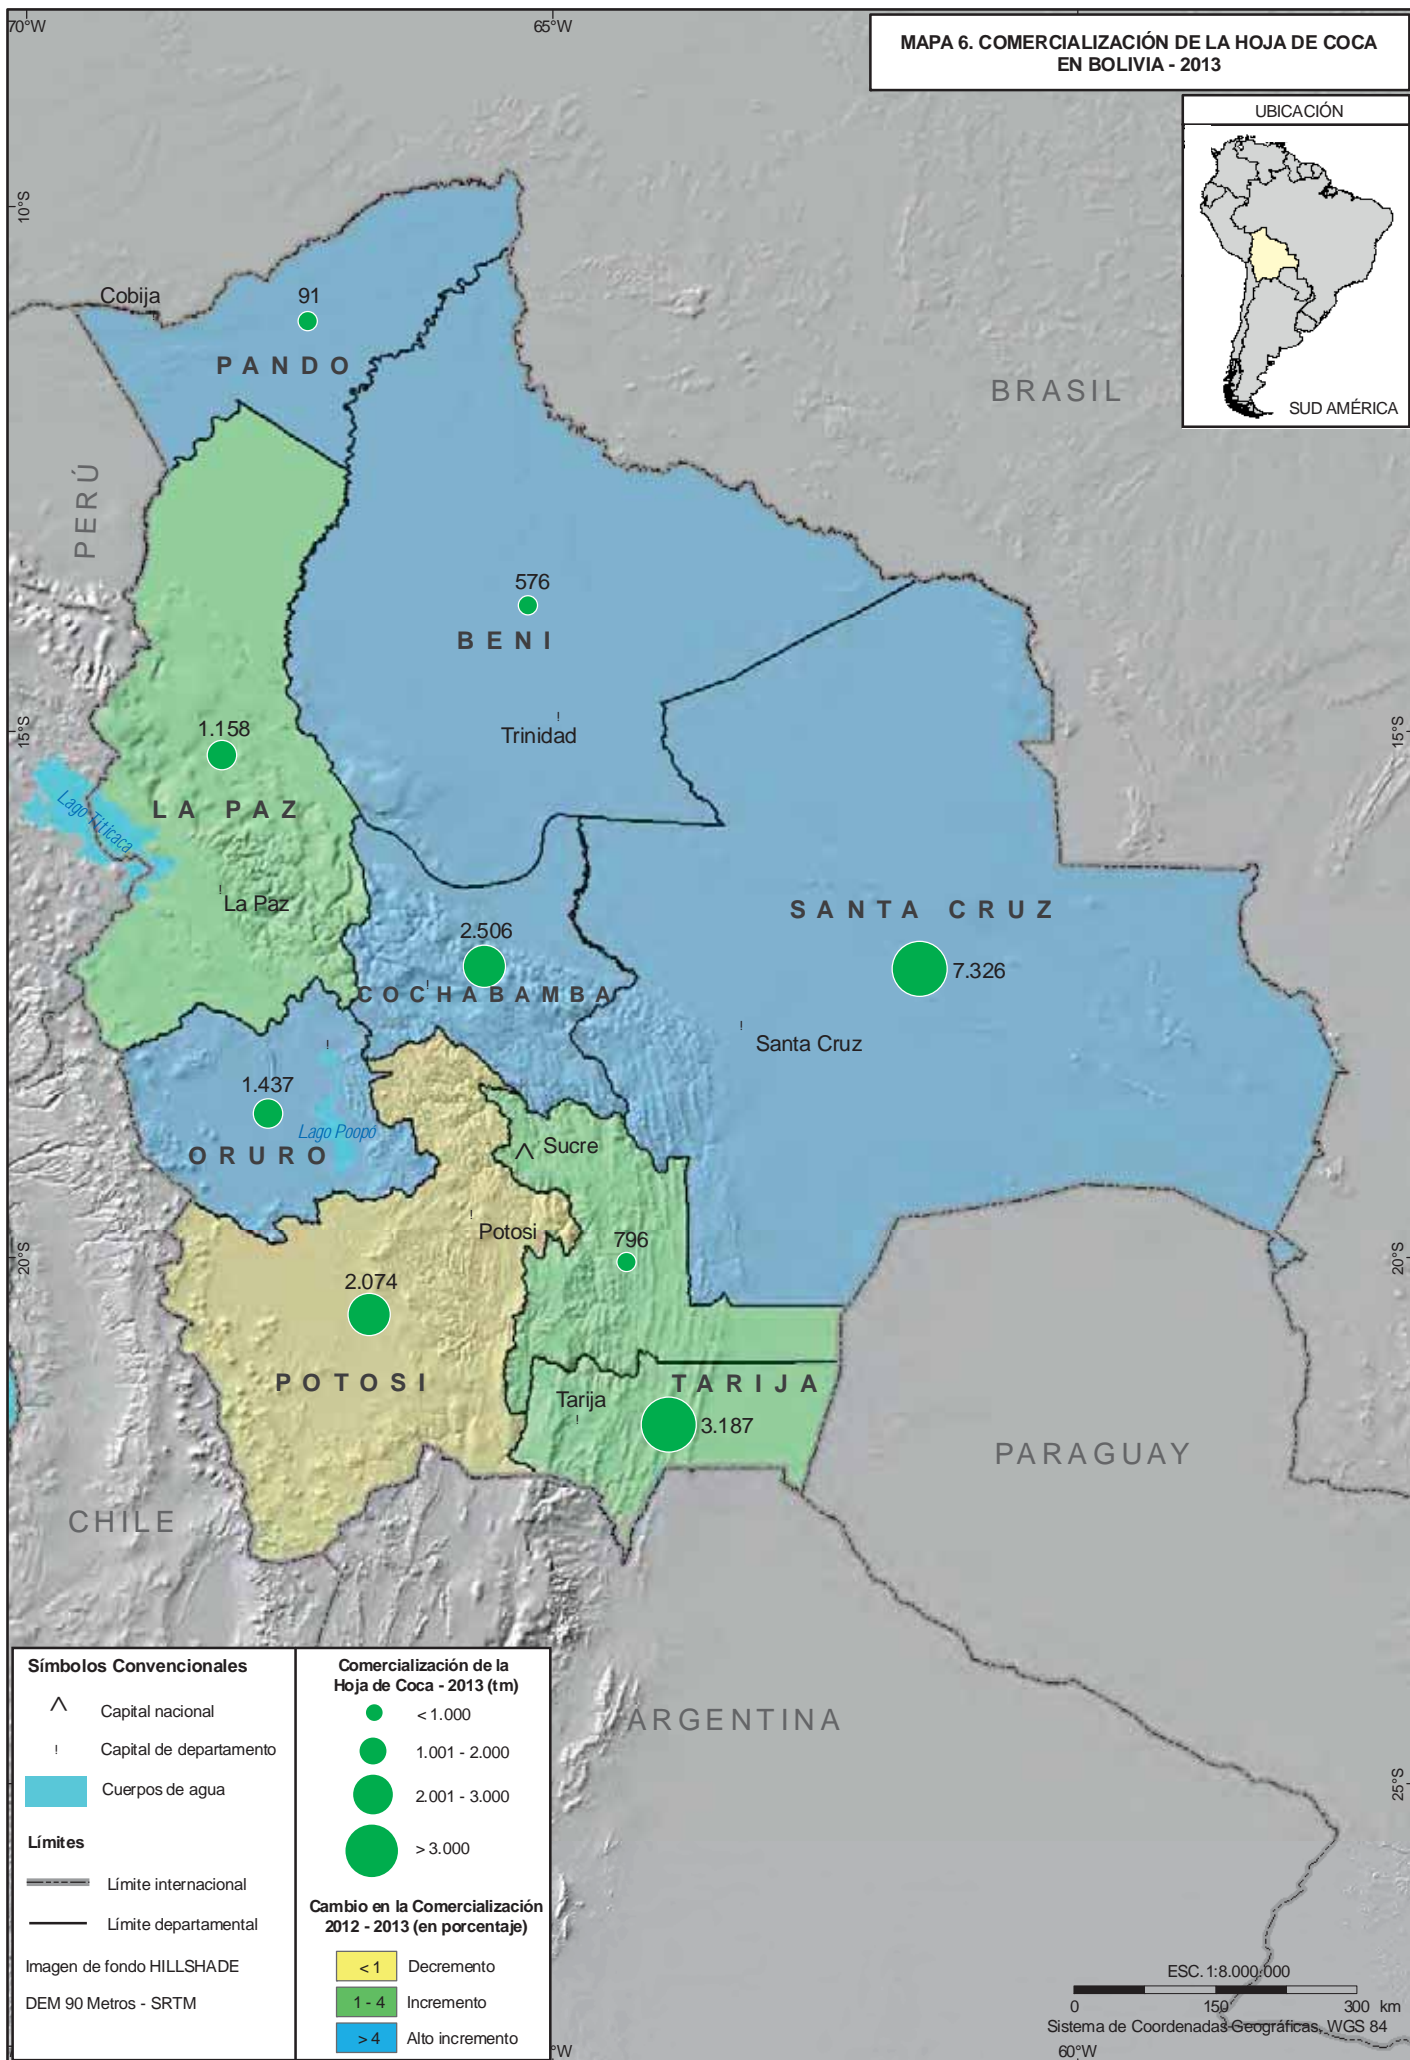 70°W
65°W
MAPA 6. COMERCIALIZACIÓN DE LA HOJA DE COCA
EN BOLIVIA - 2013
UBICACIÓN
SUD AMÉRICA
10°S
Cobija
91
PANDO
BRASIL
PERÚ
576
BENI
Trinidad
15°S
15°S
1.158
LA PAZ
Lago Titicaca
La Paz
SANTA CRUZ
2.506
7.326
COCHABAMBA
Santa Cruz
1.437
Lago Poopó
ORURO
Sucre
Potosi
796
20°S
20°S
2.074
POTOSI
TARIJA
Tarija
3.187
PARAGUAY
CHILE
ARGENTINA
25°S
Símbolos Convencionales
Capital nacional
Capital de departamento
Cuerpos de agua
Límites
Límite internacional
Límite departamental
Imagen de fondo HILLSHADE
DEM 90 Metros - SRTM
Comercialización de la
Hoja de Coca - 2013 (tm)
< 1.000
1.001 - 2.000
2.001 - 3.000
> 3.000
Cambio en la Comercialización
2012 - 2013 (en porcentaje)
< 1 Decremento
1 - 4 Incremento
> 4 Alto incremento
ESC. 1:8.000.000
0 150 300 km
Sistema de Coordenadas Geográficas, WGS 84
°W
60°W